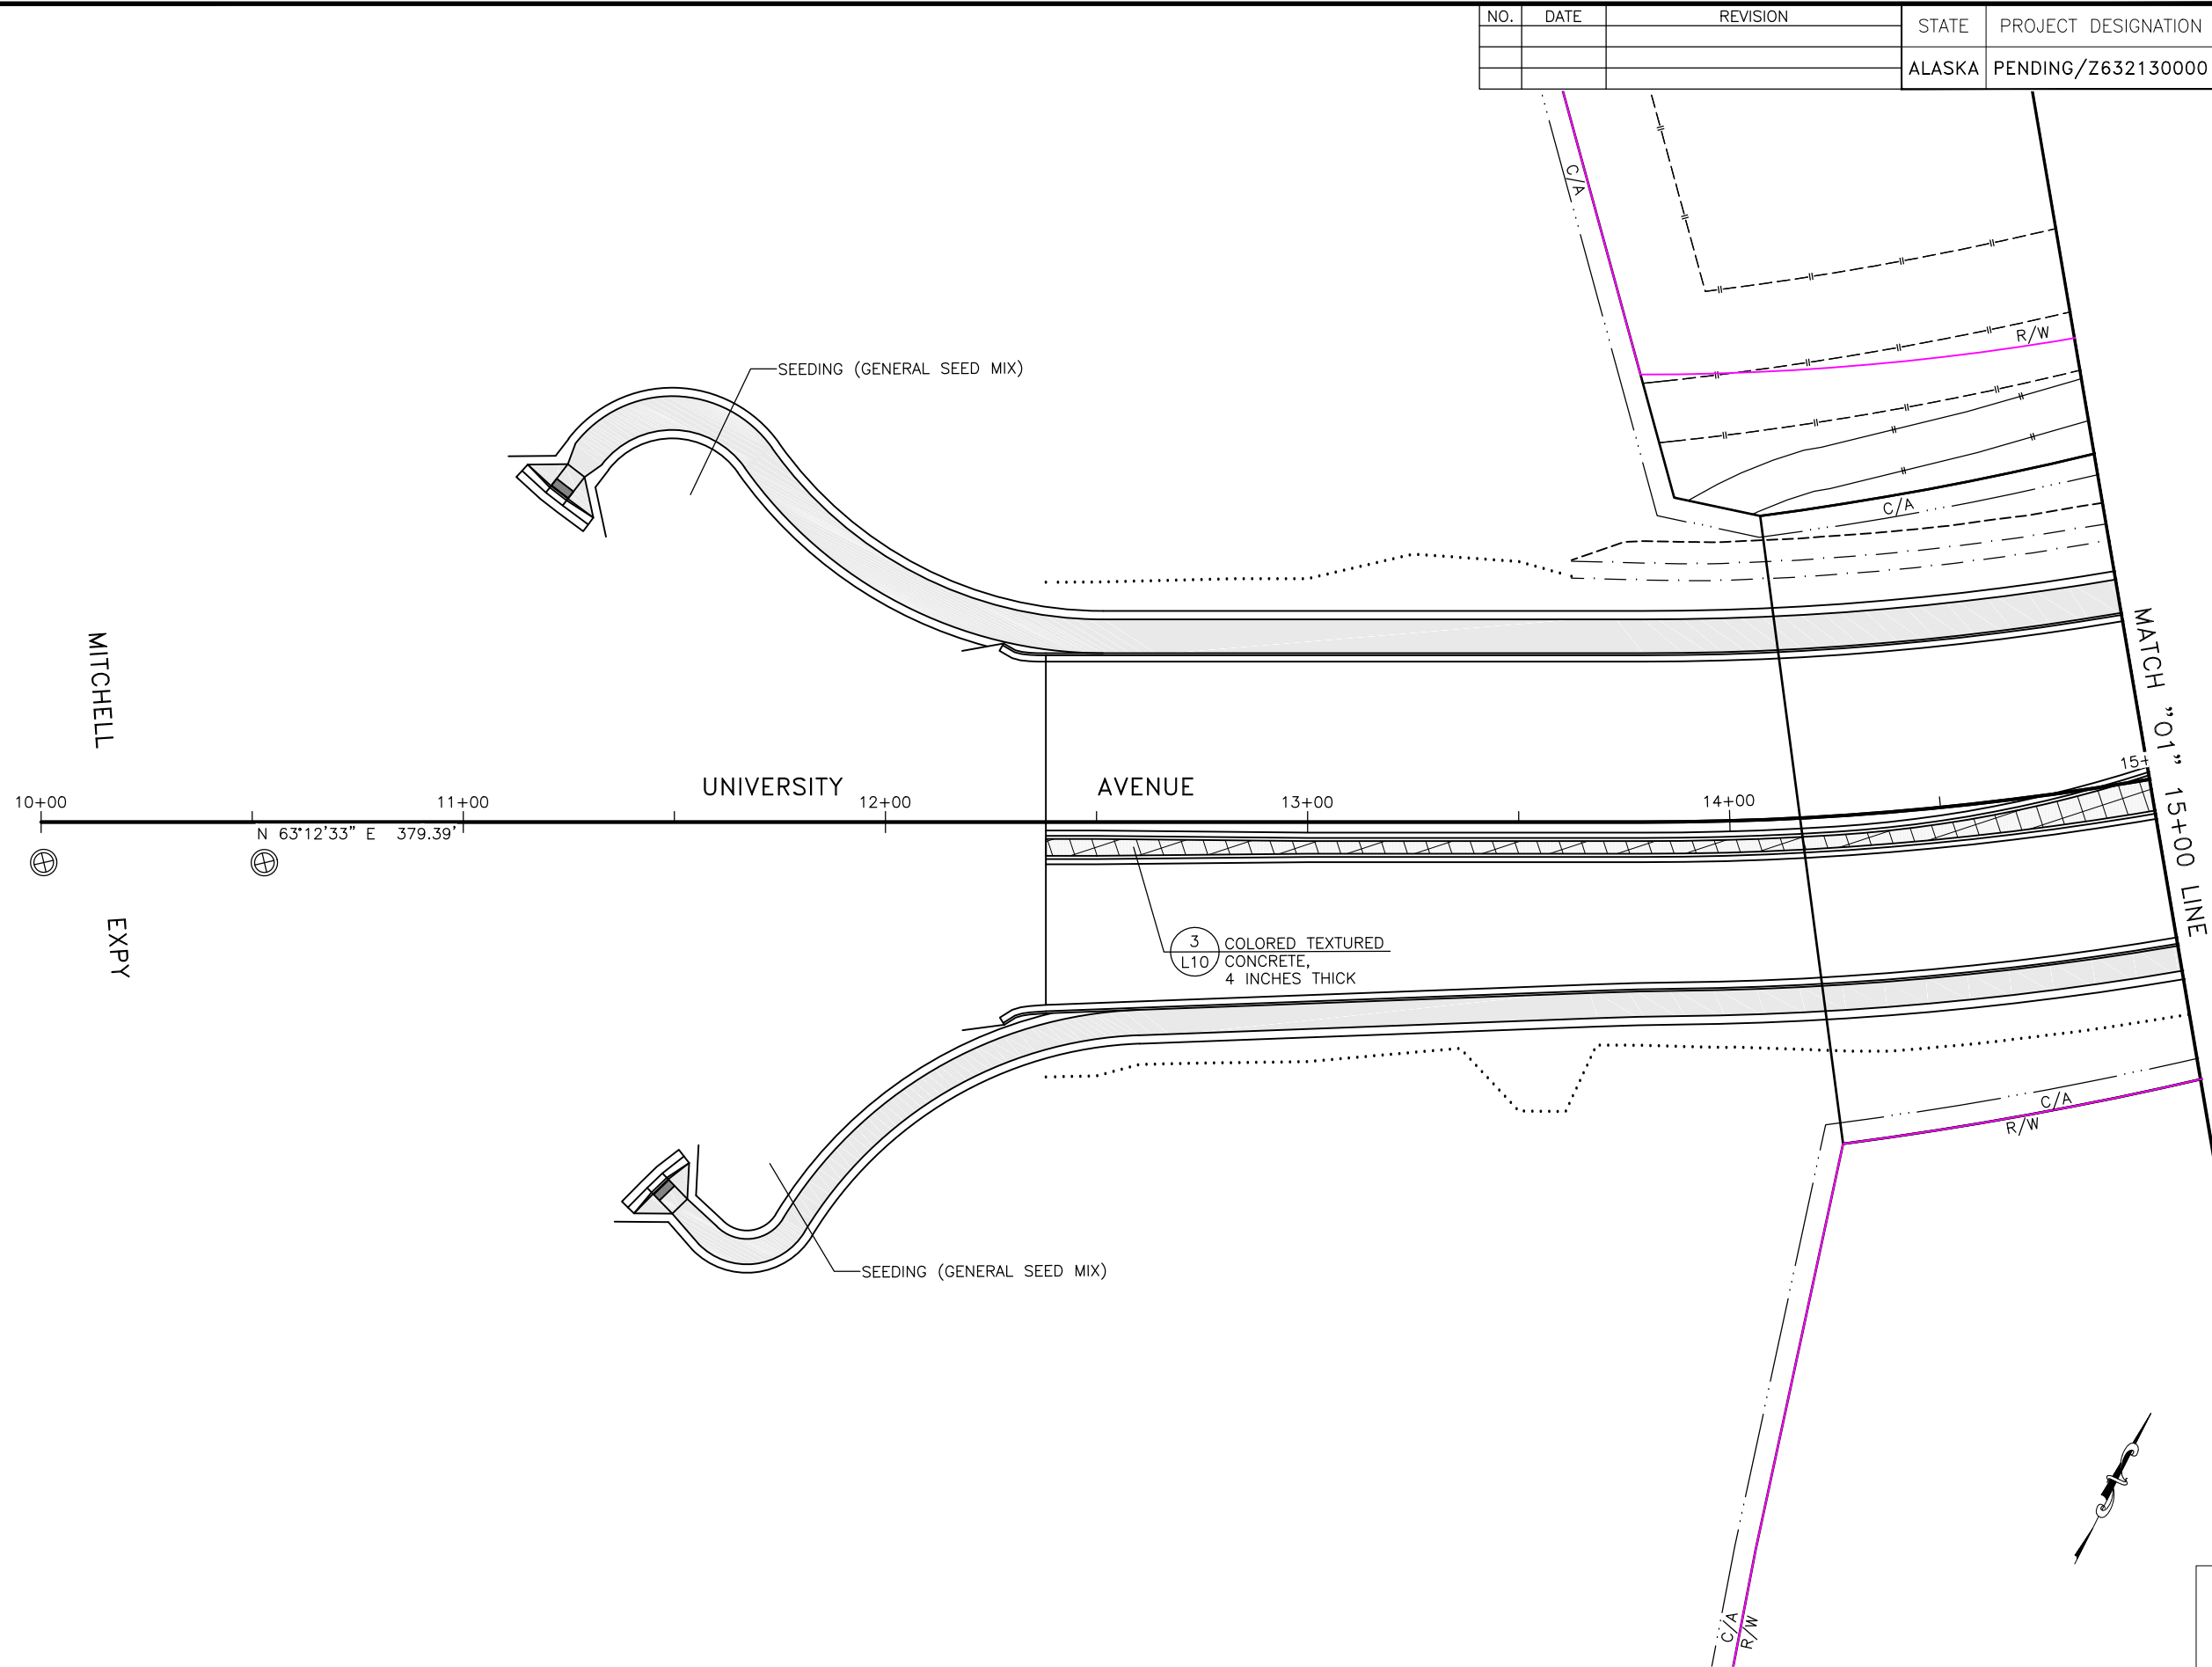 NO. DATE REVISION STATE PROJECT DESIGNATION
ALASKA PENDING/Z632130000
C/A
R/W
SEEDING (GENERAL SEED MIX)
C/A
MITCHELL
MATCH "01" 15+00 LINE
UNIVERSITY AVENUE
15+
10+00 11+00 12+00 13+00 14+00
N 63°12'33" E 379.39'
EXPY
3
L10
COLORED TEXTURED
CONCRETE,
4 INCHES THICK
C/A
R/W
SEEDING (GENERAL SEED MIX)
C/A
R/W